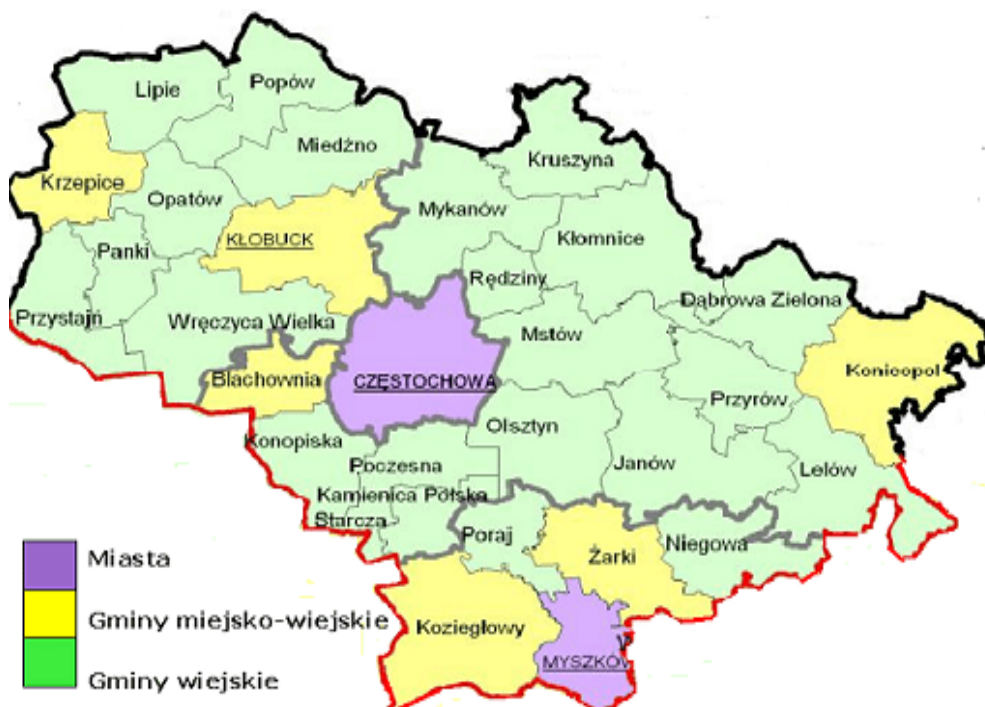 Lipie
Popów
Miedźno
Kruszyna
Krzepice
Opatów
Mykanów
KŁOBUCK
Kłomnice
Panki
Rędziny
Dąbrowa Zielona
Przystajń
Wręczyca Wielka
Mstów
Blachownia
CZĘSTOCHOWA
Koniecpol
Przyrów
Olsztyn
Konopiska
Janów
Lelów
Poczesna
Kamienica Polska
Starcza
Poraj
Niegowa
Żarki
Koziegłowy
MYSZKÓW
Miasta
Gminy miejsko-wiejskie
Gminy wiejskie